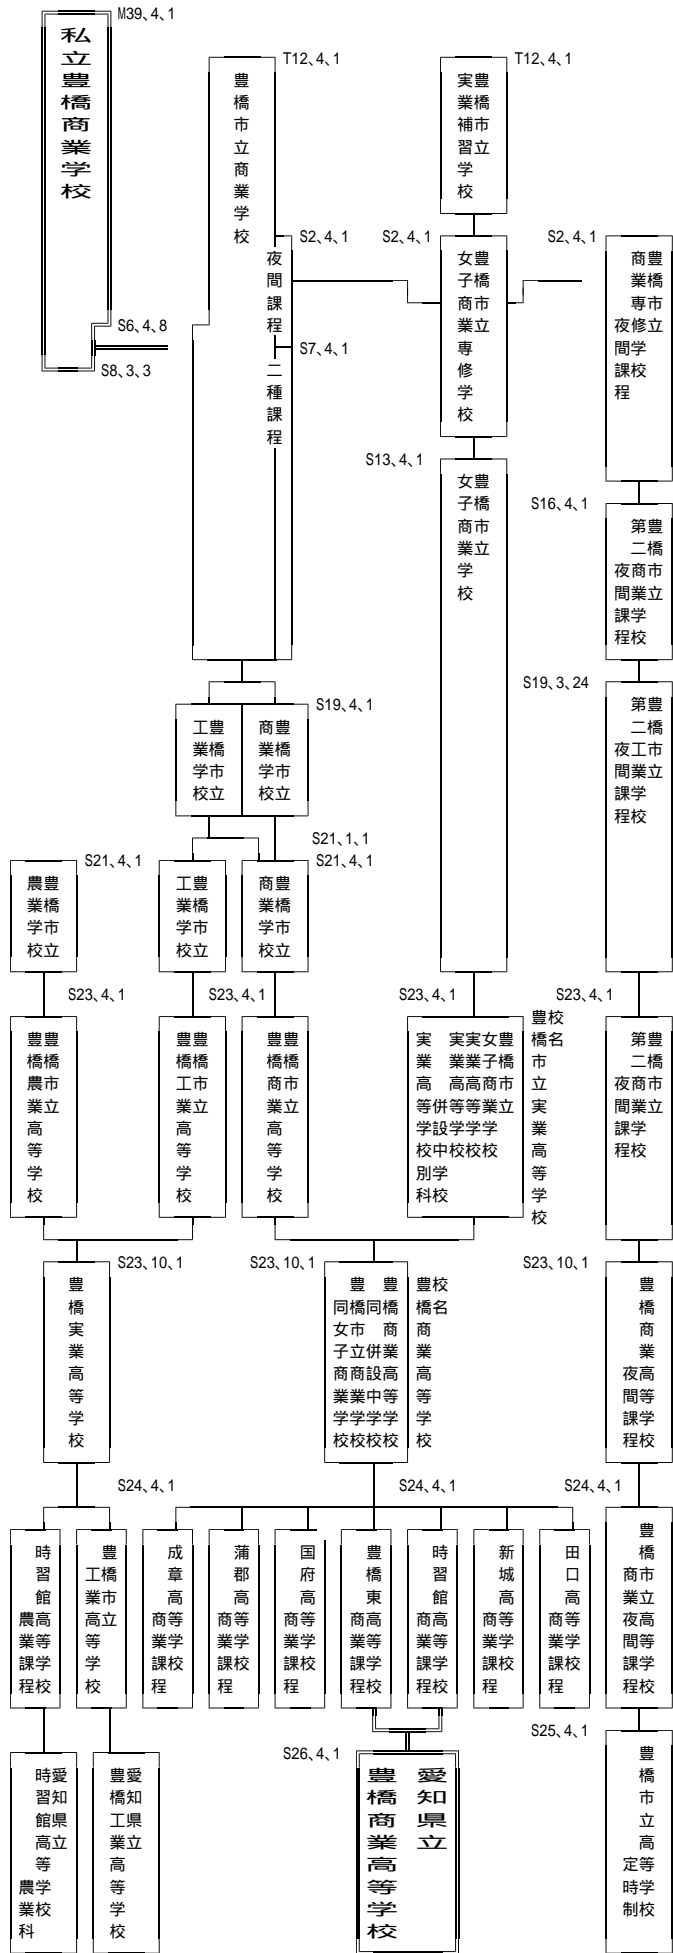 M39、4、1
私立豊橋商業学校
S6、4、8
S8、3、3
T12、4、1
豊橋市立商業学校
S2、4、1
夜間課程
S7、4、1
二種課程
T12、4、1
豊橋市立
実業補習学校
S2、4、1
豊橋市立
女子商業専修学校
S2、4、1
豊橋市立
商業専修学校
夜間課程
S13、4、1
豊橋市立
女子商業学校
S16、4、1
豊橋市立
第二商業学校
夜間課程
S19、3、24
豊橋市立
第二工業学校
夜間課程
S19、4、1
豊橋市立
工業学校
豊橋市立
商業学校
S21、1、1
S21、4、1
S21、4、1
豊橋市立
農業学校
豊橋市立
工業学校
豊橋市立
商業学校
S23、4、1
豊橋市立
豊橋農業高等学校
S23、4、1
豊橋市立
豊橋工業高等学校
豊橋市立
豊橋商業高等学校
S23、4、1
校名
豊橋市立実業高等学校
豊橋市立
女子商業学校
実業高等学校
実業高等学校
併設中学校
実業高等学校別科
S23、4、1
豊橋市立
第二商業学校
夜間課程
S23、10、1
豊橋実業高等学校
S23、10、1
校名
豊橋商業高等学校
豊橋商業高等学校
同併設中学校
豊橋市立商業学校
同女子商業学校
S23、10、1
豊橋商業高等学校
夜間課程
S24、4、1
時習館高等学校
農業課程
豊橋市立
工業高等学校
S24、4、1
成章高等学校
商業課程
蒲郡高等学校
商業課程
国府高等学校
商業課程
豊橋東高等学校
商業課程
時習館高等学校
商業課程
新城高等学校
商業課程
田口高等学校
商業課程
S24、4、1
豊橋市立高等学校
商業夜間課程
愛知県立
時習館高等学校
農業科
愛知県立
豊橋工業高等学校
S26、4、1
愛知県立
豊橋商業高等学校
S25、4、1
豊橋市立高等学校
定時制